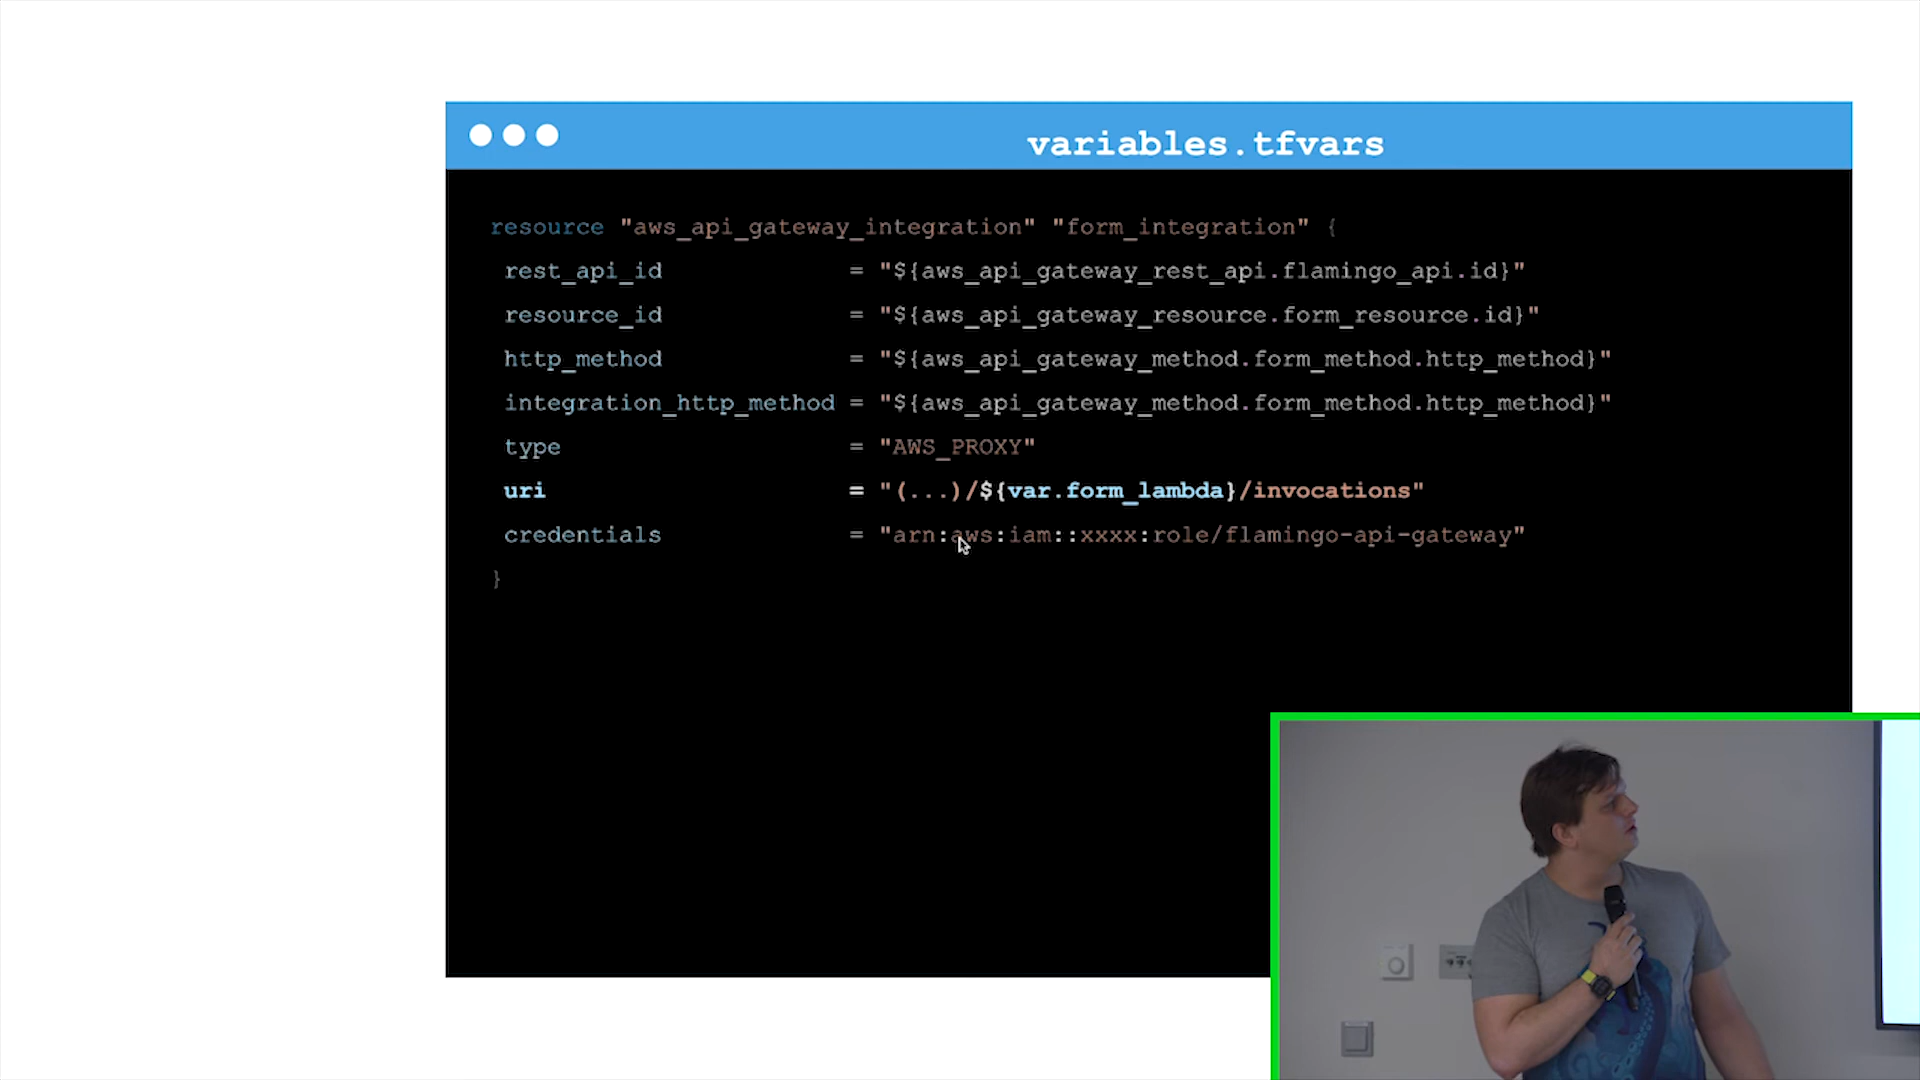 variables.tfvars
resource "aws_api_gateway_integration" "form_integration" {
rest_api_id = "${aws_api_gateway_rest_api.flamingo_api.id}"
resource_id = "${aws_api_gateway_resource.form_resource.id}"
http_method = "${aws_api_gateway_method.form_method.http_method}"
integration_http_method = "${aws_api_gateway_method.form_method.http_method}"
type = "AWS_PROXY"
uri = "(...)/${var.form_lambda}/invocations"
credentials = "arn:aws:iam::xxxx:role/flamingo-api-gateway"
}